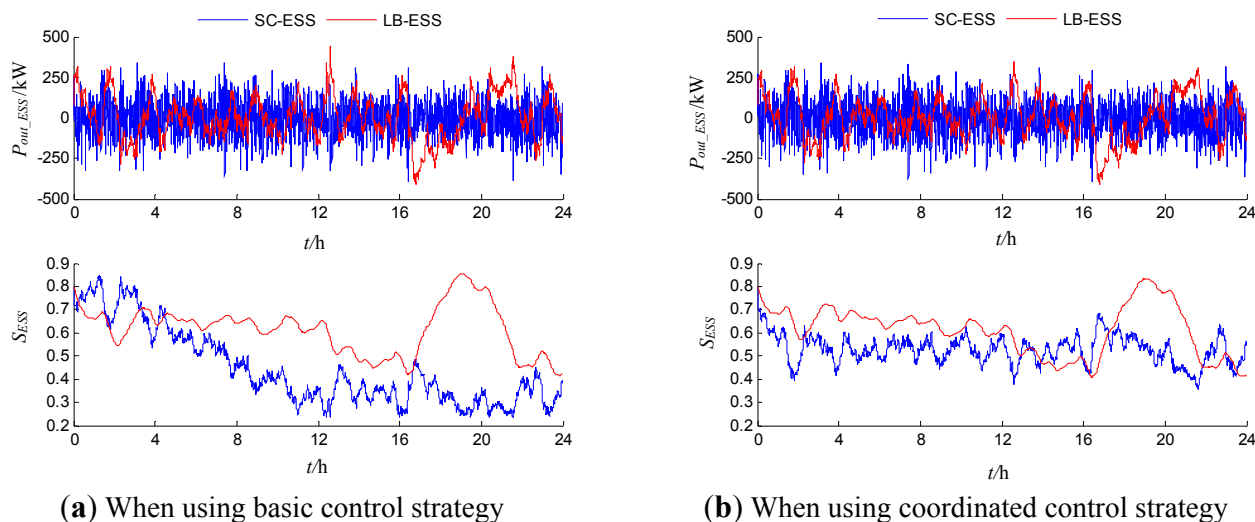 SC-ESS LB-ESS
500
250
0
-250
-500
P_out_ESS/kW
0 4 8 12 16 20 24
t/h
0.9
0.8
0.7
0.6
0.5
0.4
0.3
0.2
S_ESS
0 4 8 12 16 20 24
t/h
(a) When using basic control strategy
SC-ESS LB-ESS
500
250
0
-250
-500
P_out_ESS/kW
0 4 8 12 16 20 24
t/h
0.9
0.8
0.7
0.6
0.5
0.4
0.3
0.2
S_ESS
0 4 8 12 16 20 24
t/h
(b) When using coordinated control strategy